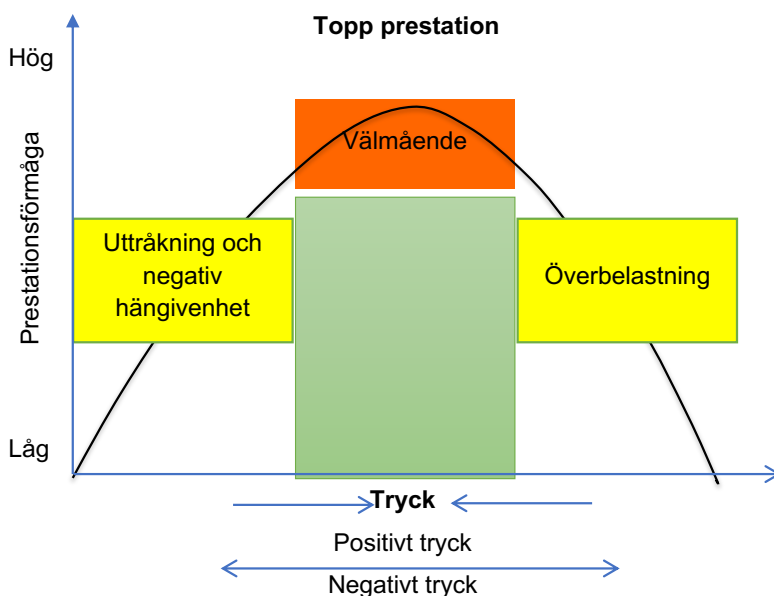 Topp prestation
Hög
Välmående
Prestationsförmåga
Uttråkning och
negativ
hängivenhet
Överbelastning
Låg
Tryck
Positivt tryck
Negativt tryck